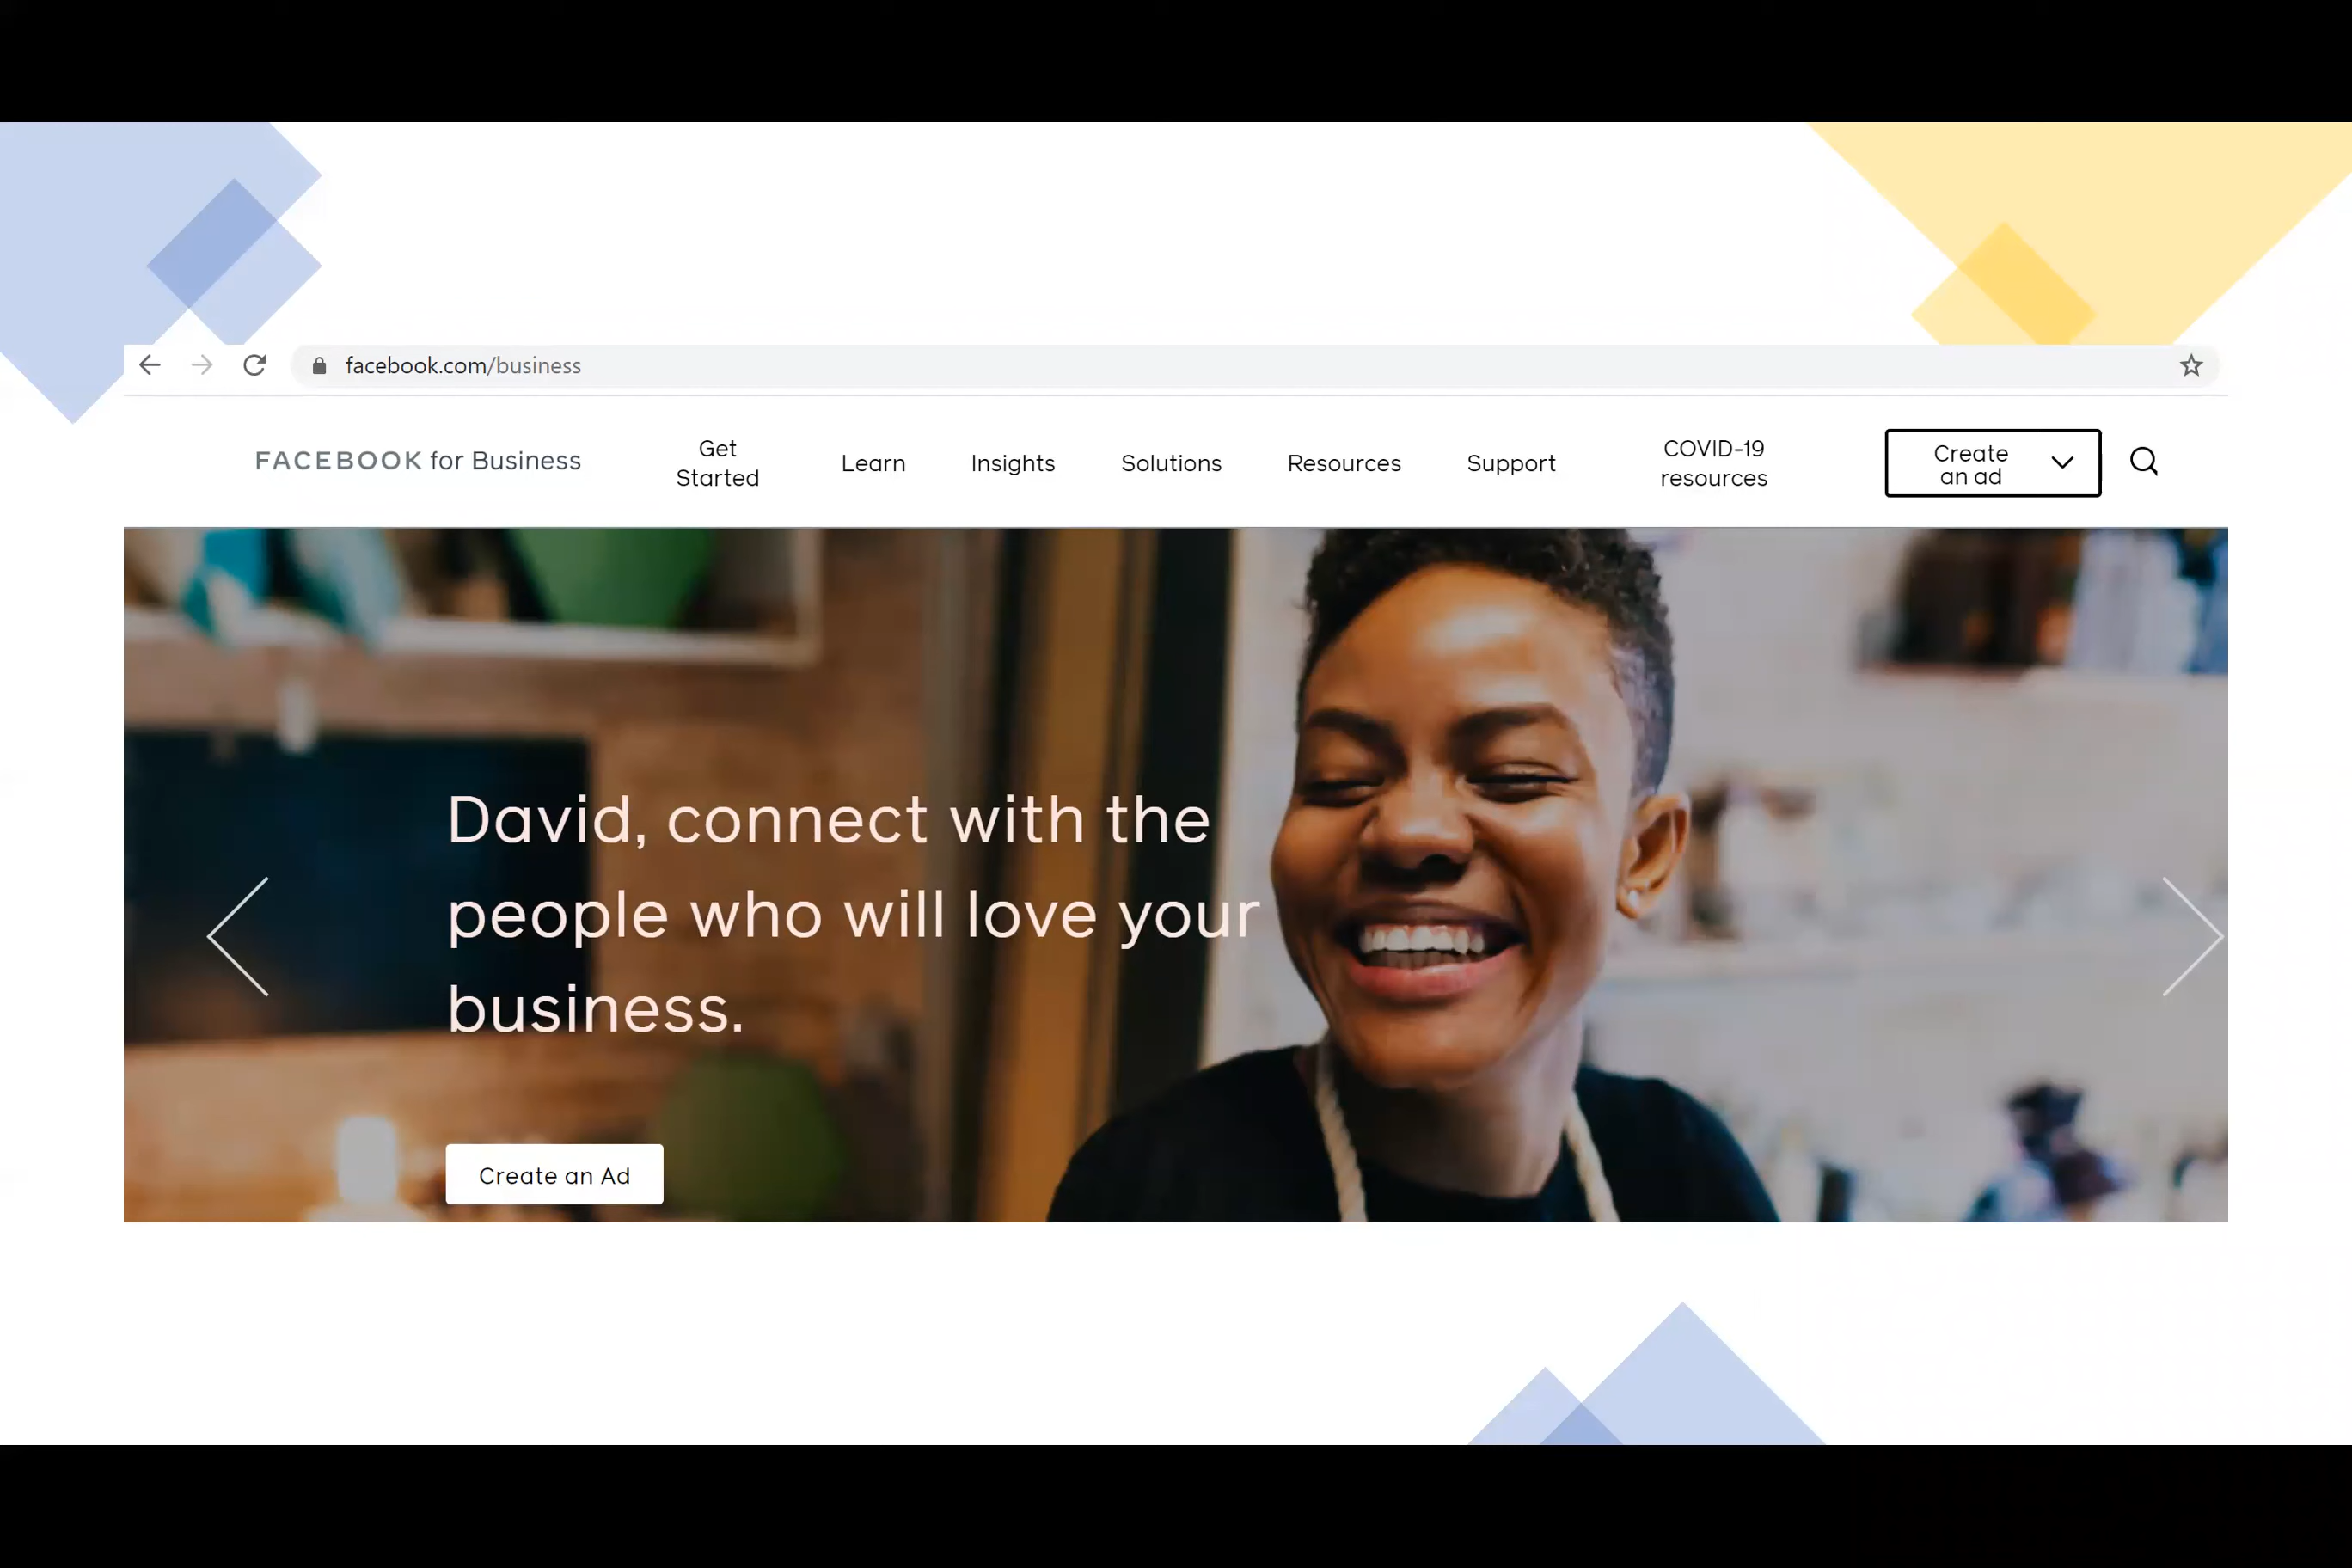 facebook.com/business
FACEBOOK for Business
Get
Started
Learn
Insights
Solutions
Resources
Support
COVID-19
resources
Create
an ad
David, connect with the
people who will love your
business.
Create an Ad